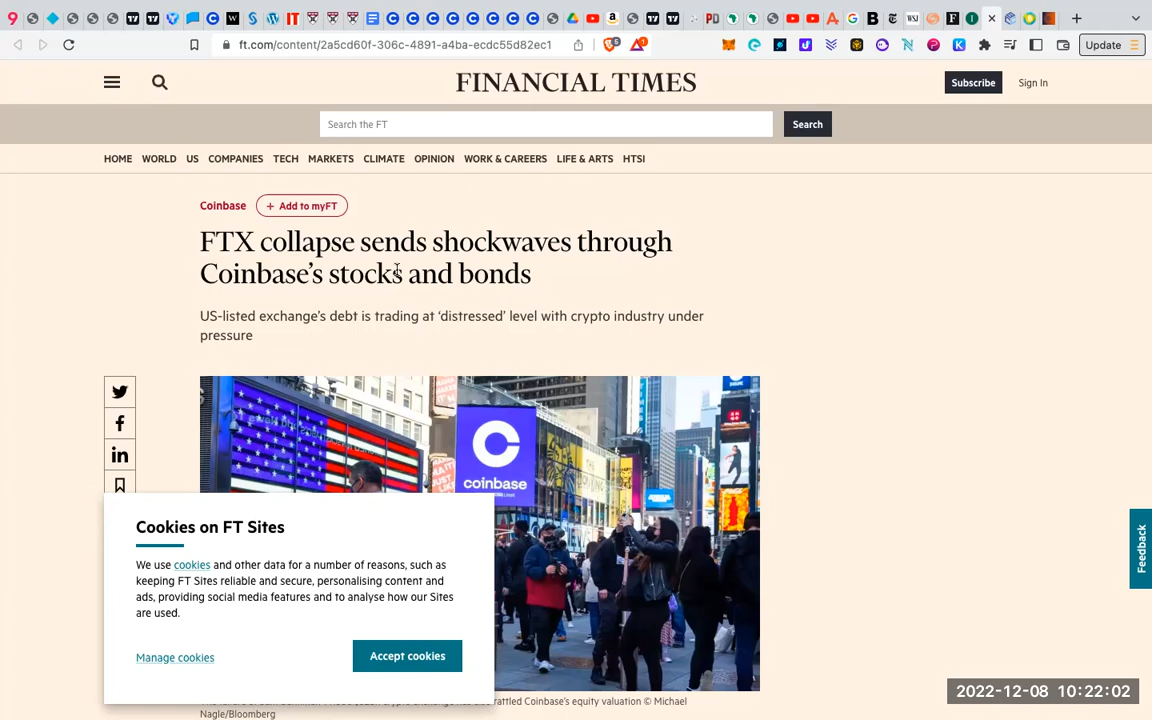 ft.com/content/2a5cd60f-306c-4891-a4ba-ecdc55d82ec1
Update
FINANCIAL TIMES
Subscribe
Sign In
Search the FT
Search
HOME WORLD US COMPANIES TECH MARKETS CLIMATE OPINION WORK & CAREERS LIFE & ARTS HTSI
Coinbase
+ Add to myFT
FTX collapse sends shockwaves through
Coinbase’s stocks and bonds
US-listed exchange’s debt is trading at ‘distressed’ level with crypto industry under
pressure
coinbase
Cookies on FT Sites
We use cookies and other data for a number of reasons, such as
keeping FT Sites reliable and secure, personalising content and
ads, providing social media features and to analyse how our Sites
are used.
Manage cookies
Accept cookies
Feedback
rattled Coinbase’s equity valuation © Michael
Nagle/Bloomberg
2022-12-08 10:22:02